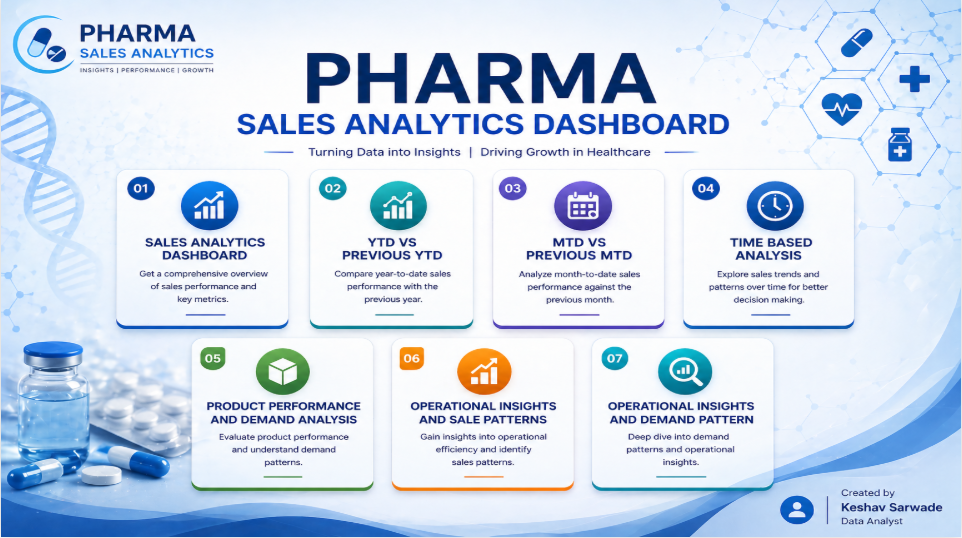 PHARMA
SALES ANALYTICS
INSIGHTS | PERFORMANCE | GROWTH
PHARMA
SALES ANALYTICS DASHBOARD
Turning Data into Insights | Driving Growth in Healthcare
01
SALES ANALYTICS
DASHBOARD
Get a comprehensive overview
of sales performance and
key metrics.
02
YTD VS
PREVIOUS YTD
Compare year-to-date sales
performance with the
previous year.
03
MTD VS
PREVIOUS MTD
Analyze month-to-date sales
performance against the
previous month.
04
TIME BASED
ANALYSIS
Explore sales trends and
patterns over time for better
decision making.
05
PRODUCT PERFORMANCE
AND DEMAND ANALYSIS
Evaluate product performance
and understand demand
patterns.
06
OPERATIONAL INSIGHTS
AND SALE PATTERNS
Gain insights into operational
efficiency and identify
sales patterns.
07
OPERATIONAL INSIGHTS
AND DEMAND PATTERN
Deep dive into demand
patterns and operational
insights.
Created by
Keshav Sarwade
Data Analyst